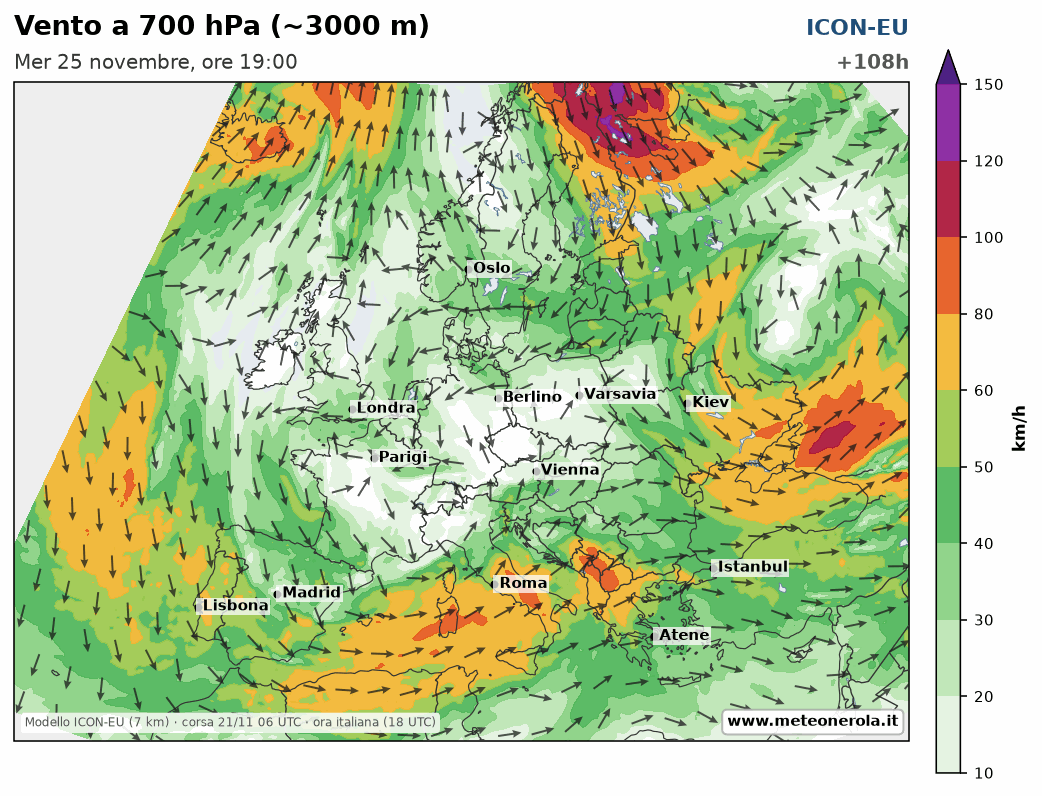 Vento a 700 hPa (~3000 m)
ICON-EU
Mer 25 novembre, ore 19:00
+108h
150
120
100
80
60
50
40
30
20
10
km/h
Oslo
Berlino
Varsavia
Kiev
Londra
Parigi
Vienna
Roma
Istanbul
Madrid
Lisbona
Atene
Modello ICON-EU (7 km) · corsa 21/11 06 UTC · ora italiana (18 UTC)
www.meteonerola.it